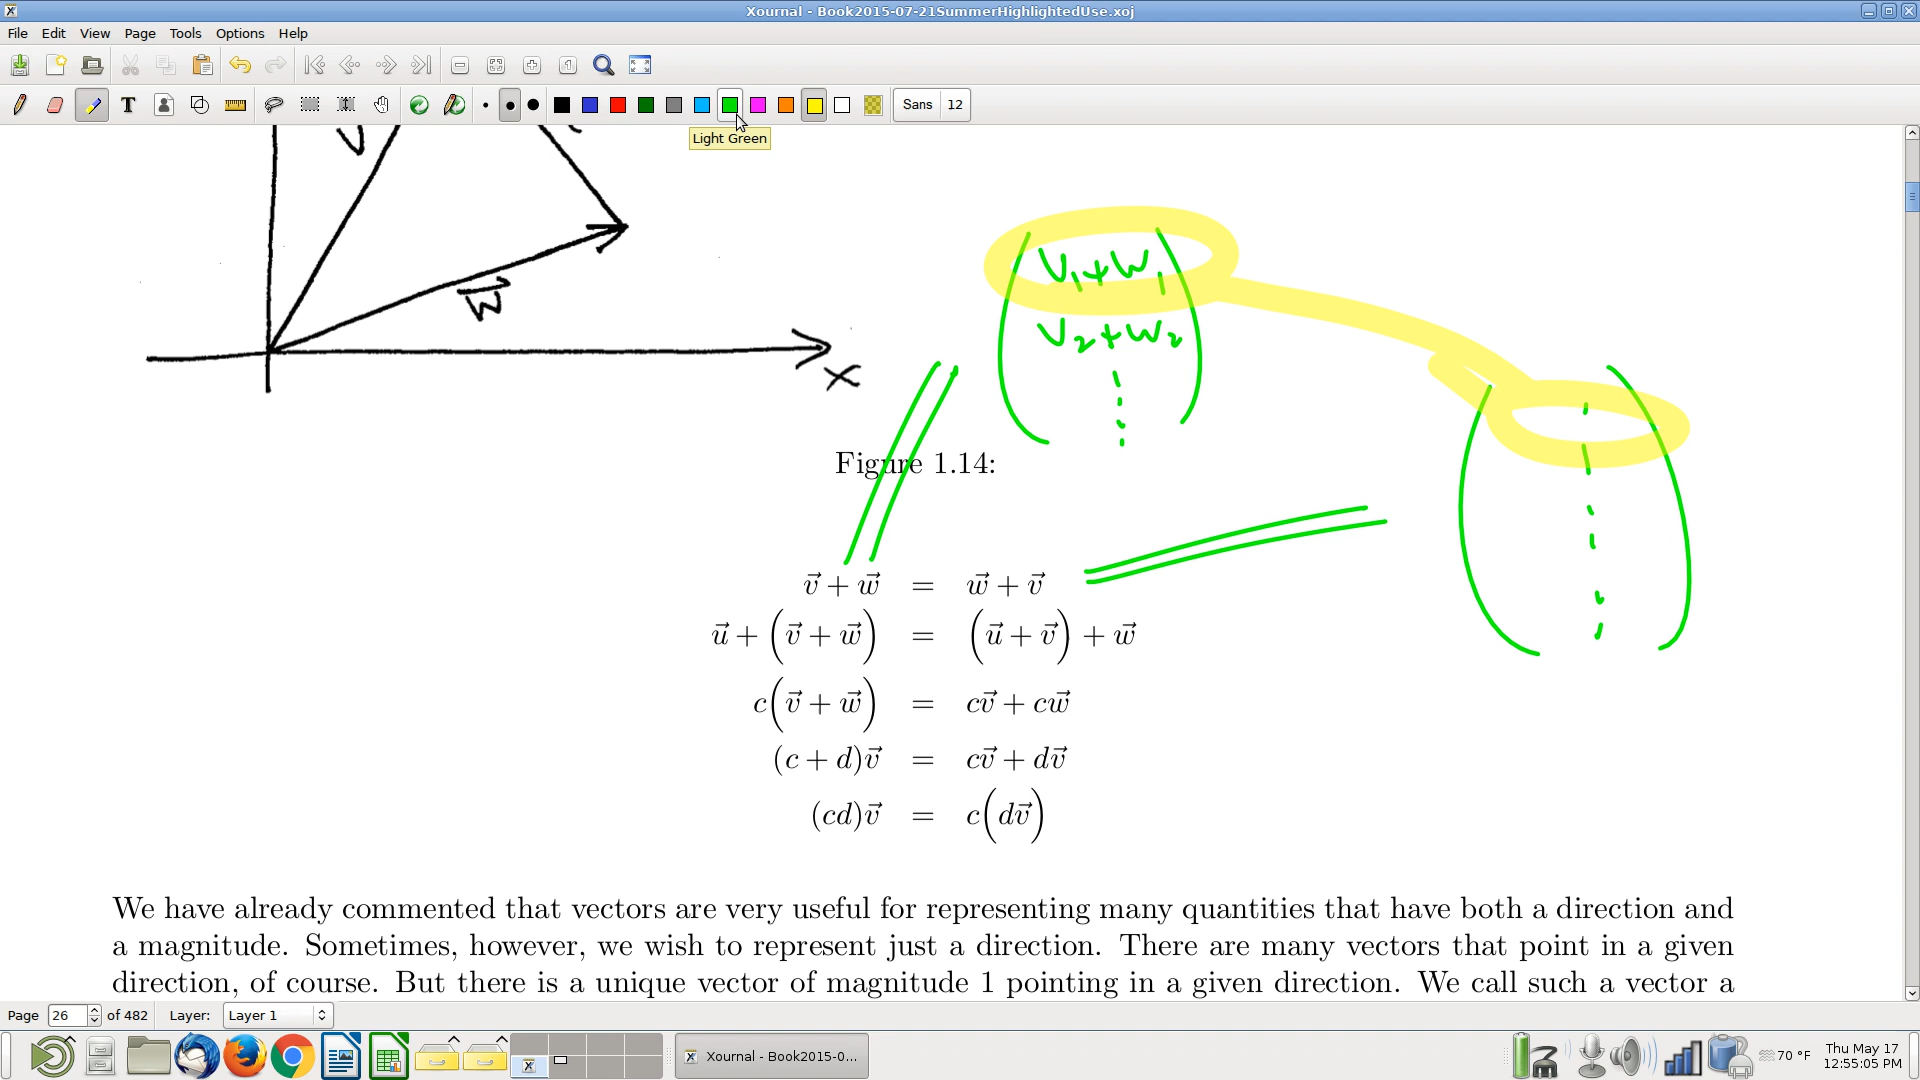 Xournal - Book2015-07-21SummerHighlightedUse.xoj
File Edit View Page Tools Options Help
Sans 12
Light Green
w⃗
x
v₁+w₁
v₂+w₂
Figure 1.14:
v⃗ + w⃗ = w⃗ + v⃗
u⃗ + (v⃗ + w⃗) = (u⃗ + v⃗) + w⃗
c(v⃗ + w⃗) = cv⃗ + cw⃗
(c + d)v⃗ = cv⃗ + dv⃗
(cd)v⃗ = c(dv⃗)
We have already commented that vectors are very useful for representing many quantities that have both a direction and
a magnitude. Sometimes, however, we wish to represent just a direction. There are many vectors that point in a given
direction, of course. But there is a unique vector of magnitude 1 pointing in a given direction. We call such a vector a
Page 26 of 482 Layer: Layer 1
Xournal - Book2015-0...
70 °F
Thu May 17
12:55:05 PM